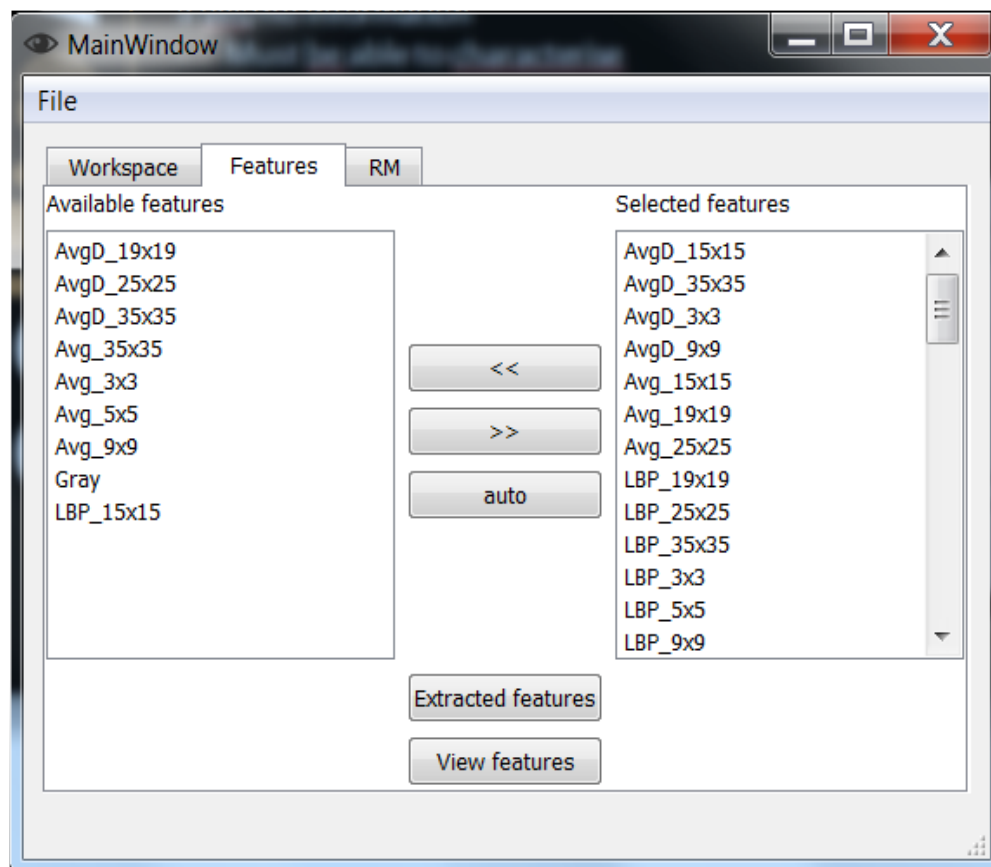 MainWindow
File
Workspace Features RM
Available features
AvgD_19x19
AvgD_25x25
AvgD_35x35
Avg_35x35
Avg_3x3
Avg_5x5
Avg_9x9
Gray
LBP_15x15
<<
>>
auto
Selected features
AvgD_15x15
AvgD_35x35
AvgD_3x3
AvgD_9x9
Avg_15x15
Avg_19x19
Avg_25x25
LBP_19x19
LBP_25x25
LBP_35x35
LBP_3x3
LBP_5x5
LBP_9x9
Extracted features
View features